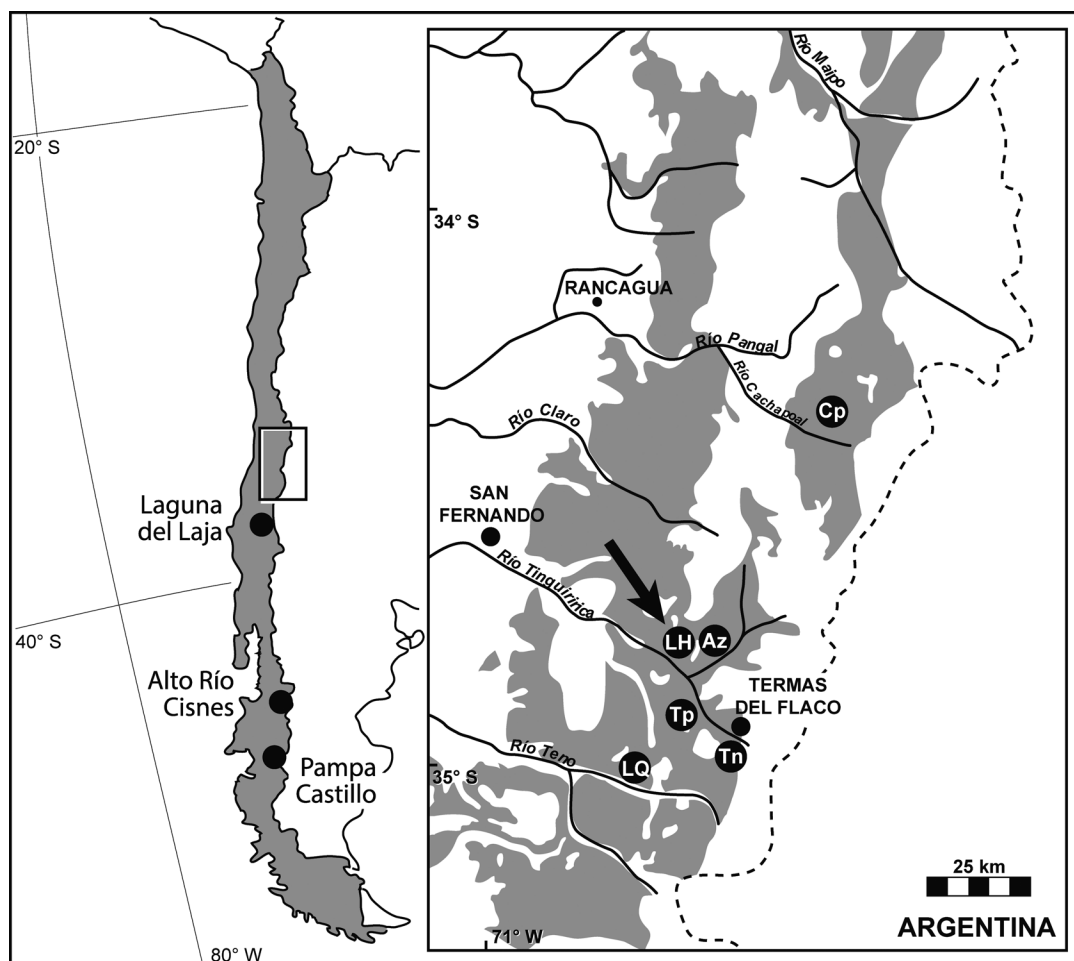 20° S
40° S
80° W
Laguna
del Laja
Alto Río
Cisnes
Pampa
Castillo
Río Maipo
34° S
RANCAGUA
Río Pangal
Río Cachapoal
Cp
Río Claro
SAN
FERNANDO
Río Tinguiririca
LH
Az
TERMAS
DEL FLACO
Tp
Tn
Río Teno
LQ
35° S
25 km
ARGENTINA
71° W